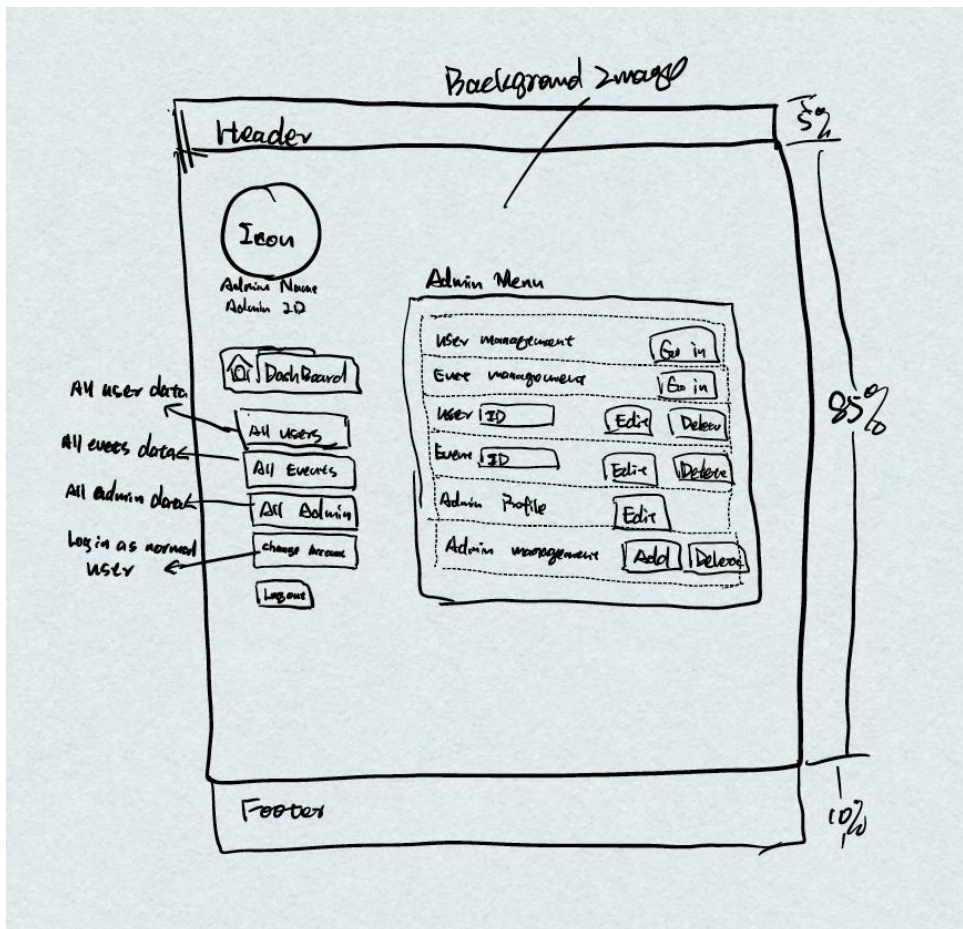 Background Image
Header
5%
Icon
Admin Name
Admin ID
Admin Menu
User management
Go in
Event management
Go in
User
ID
Edit
Delete
Event
ID
Edit
Delete
Admin Profile
Edit
Admin management
Add
Delete
DashBoard
All user data
All users
All events data
All Events
All admin data
All Admin
Login as normal
user
Change Account
Logout
85%
Footer
10%